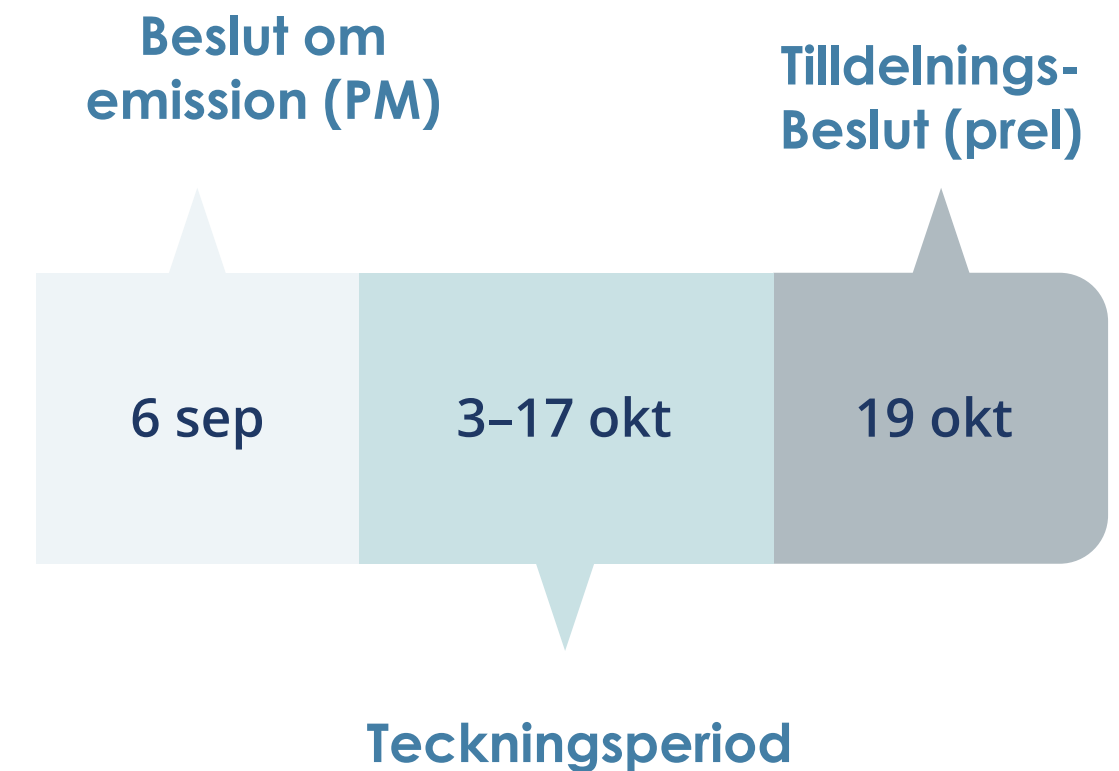 Beslut om
emission (PM)
Tilldelnings-
Beslut (prel)
6 sep
3–17 okt
19 okt
Teckningsperiod